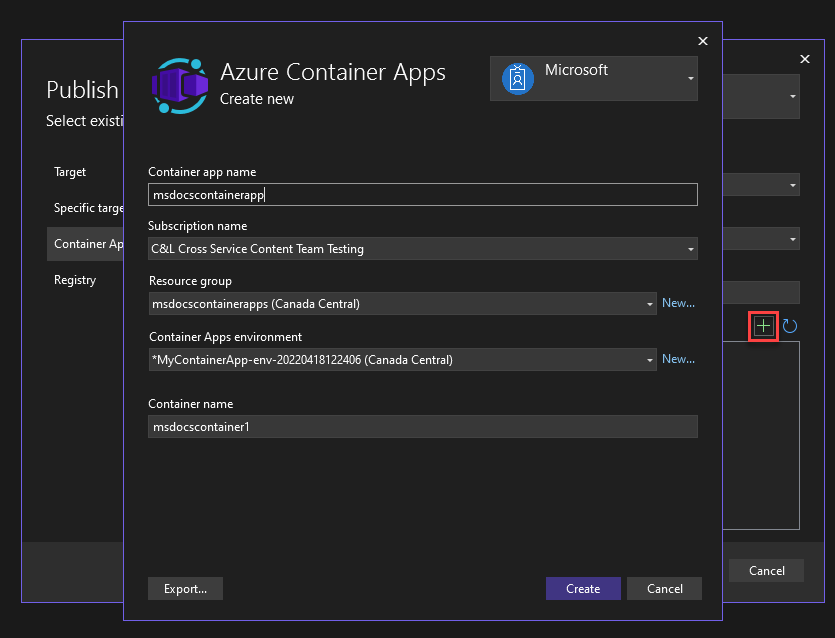 Publish
Select existi
Target
Specific targe
Container Ap
Registry
Azure Container Apps
Create new
Microsoft
Container app name
msdocscontainerapp
Subscription name
C&L Cross Service Content Team Testing
Resource group
msdocscontainerapps (Canada Central)
New...
Container Apps environment
*MyContainerApp-env-20220418122406 (Canada Central)
New...
Container name
msdocscontainer1
Export...
Create
Cancel
Cancel